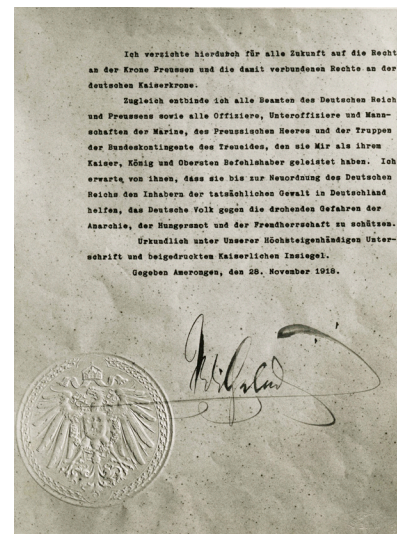 Ich verzichte hierdurch für alle Zukunft auf die Recht
an der Krone Preussen und die damit verbundenen Rechte an der
deutschen Kaiserkrone.
Zugleich entbinde ich alle Beamten des Deutschen Reich
und Preussens sowie alle Offiziere, Unteroffiziere und Mann-
schaften der Marine, des Preussischen Heeres und der Truppen
der Bundeskontingente des Treueides, den sie Mir als ihrem
Kaiser, König und Obersten Befehlshaber geleistet haben. Ich
erwarte von ihnen, dass sie bis zur Neuordnung des Deutschen
Reichs den Inhabern der tatsächlichen Gewalt in Deutschland
helfen, das Deutsche Volk gegen die drohenden Gefahren der
Anarchie, der Hungersnot und der Fremdherrschaft zu schützen.
Urkundlich unter Unserer Höchsteigenhändigen Unter-
schrift und beigedrucktem Kaiserlichen Insiegel.
Gegeben Amerongen, den 28. November 1918.
Wilhelm